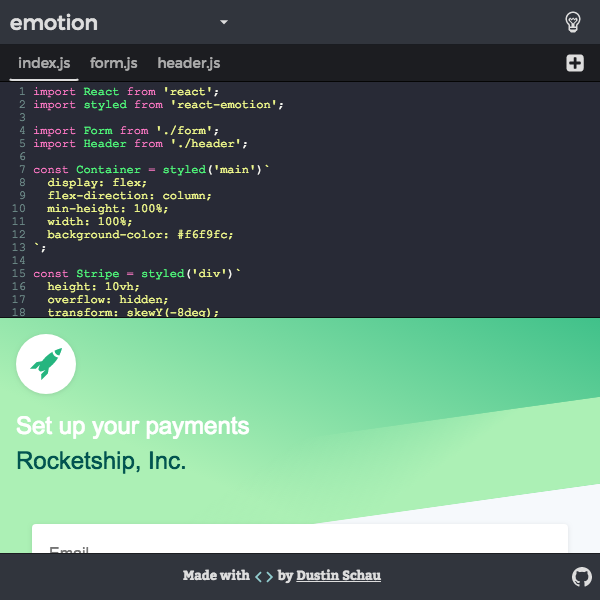 emotion
index.js form.js header.js
1 import React from 'react';
2 import styled from 'react-emotion';
3
4 import Form from './form';
5 import Header from './header';
6
7 const Container = styled('main')`
8   display: flex;
9   flex-direction: column;
10   min-height: 100%;
11   width: 100%;
12   background-color: #f6f9fc;
13 `;
14
15 const Stripe = styled('div')`
16   height: 10vh;
17   overflow: hidden;
18   transform: skewY(-8deg);
Set up your payments
Rocketship, Inc.
Email
Made with <> by Dustin Schau